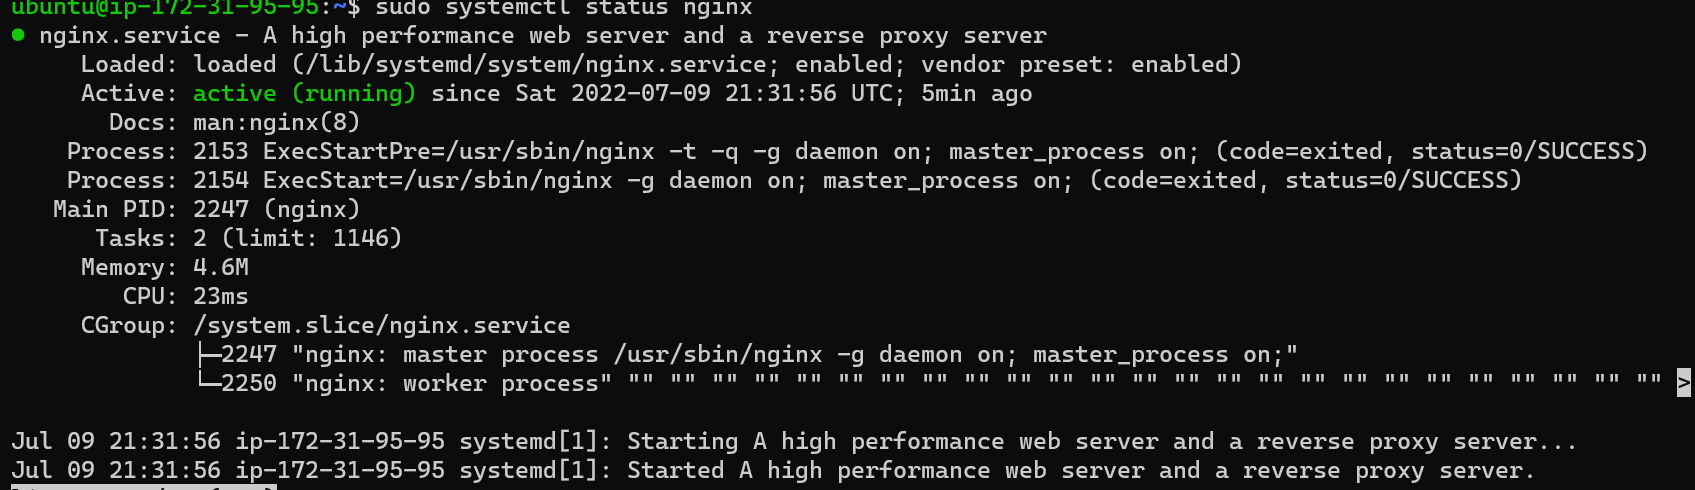 ubuntu@ip-172-31-95-95:~$ sudo systemctl status nginx
● nginx.service - A high performance web server and a reverse proxy server
     Loaded: loaded (/lib/systemd/system/nginx.service; enabled; vendor preset: enabled)
     Active: active (running) since Sat 2022-07-09 21:31:56 UTC; 5min ago
       Docs: man:nginx(8)
    Process: 2153 ExecStartPre=/usr/sbin/nginx -t -q -g daemon on; master_process on; (code=exited, status=0/SUCCESS)
    Process: 2154 ExecStart=/usr/sbin/nginx -g daemon on; master_process on; (code=exited, status=0/SUCCESS)
   Main PID: 2247 (nginx)
      Tasks: 2 (limit: 1146)
     Memory: 4.6M
        CPU: 23ms
     CGroup: /system.slice/nginx.service
             ├─2247 "nginx: master process /usr/sbin/nginx -g daemon on; master_process on;"
             └─2250 "nginx: worker process" "" "" "" "" "" "" "" "" "" "" "" "" "" "" "" "" "" "" "" "" "" "" "" "" "" >
Jul 09 21:31:56 ip-172-31-95-95 systemd[1]: Starting A high performance web server and a reverse proxy server...
Jul 09 21:31:56 ip-172-31-95-95 systemd[1]: Started A high performance web server and a reverse proxy server.